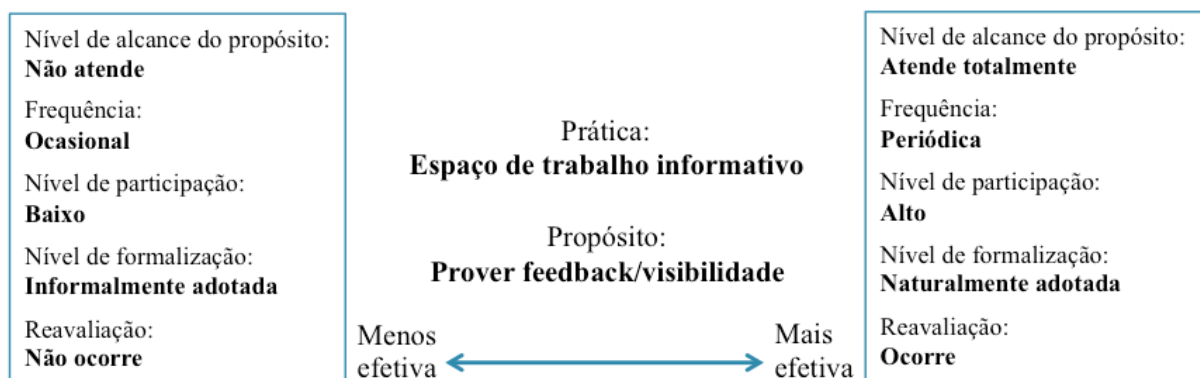 Nível de alcance do propósito:
Não atende
Frequência:
Ocasional
Nível de participação:
Baixo
Nível de formalização:
Informalmente adotada
Reavaliação:
Não ocorre
Prática:
Espaço de trabalho informativo
Propósito:
Prover feedback/visibilidade
Menos
efetiva
Mais
efetiva
Nível de alcance do propósito:
Atende totalmente
Frequência:
Periódica
Nível de participação:
Alto
Nível de formalização:
Naturalmente adotada
Reavaliação:
Ocorre